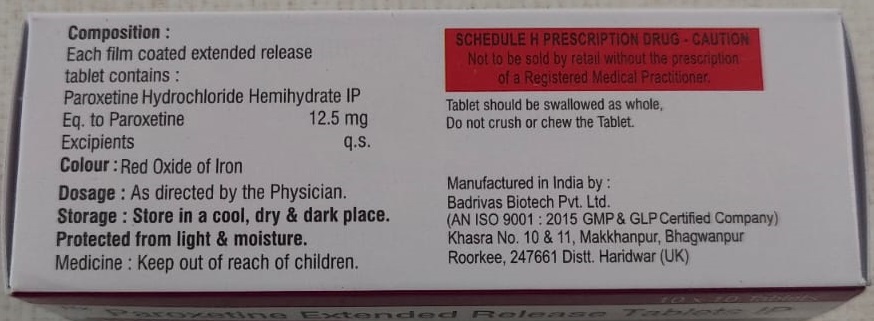 Composition :
Each film coated extended release
tablet contains :
Paroxetine Hydrochloride Hemihydrate IP
Eq. to Paroxetine 12.5 mg
Excipients q.s.
Colour : Red Oxide of Iron
Dosage : As directed by the Physician.
Storage : Store in a cool, dry & dark place.
Protected from light & moisture.
Medicine : Keep out of reach of children.
SCHEDULE H PRESCRIPTION DRUG - CAUTION
Not to be sold by retail without the prescription
of a Registered Medical Practitioner.
Tablet should be swallowed as whole,
Do not crush or chew the Tablet.
Manufactured in India by :
Badrivas Biotech Pvt. Ltd.
(AN ISO 9001 : 2015 GMP & GLP Certified Company)
Khasra No. 10 & 11, Makkhanpur, Bhagwanpur
Roorkee, 247661 Distt. Haridwar (UK)
10 x 10 Tablets
Paroxetine Extended Release Tablets IP